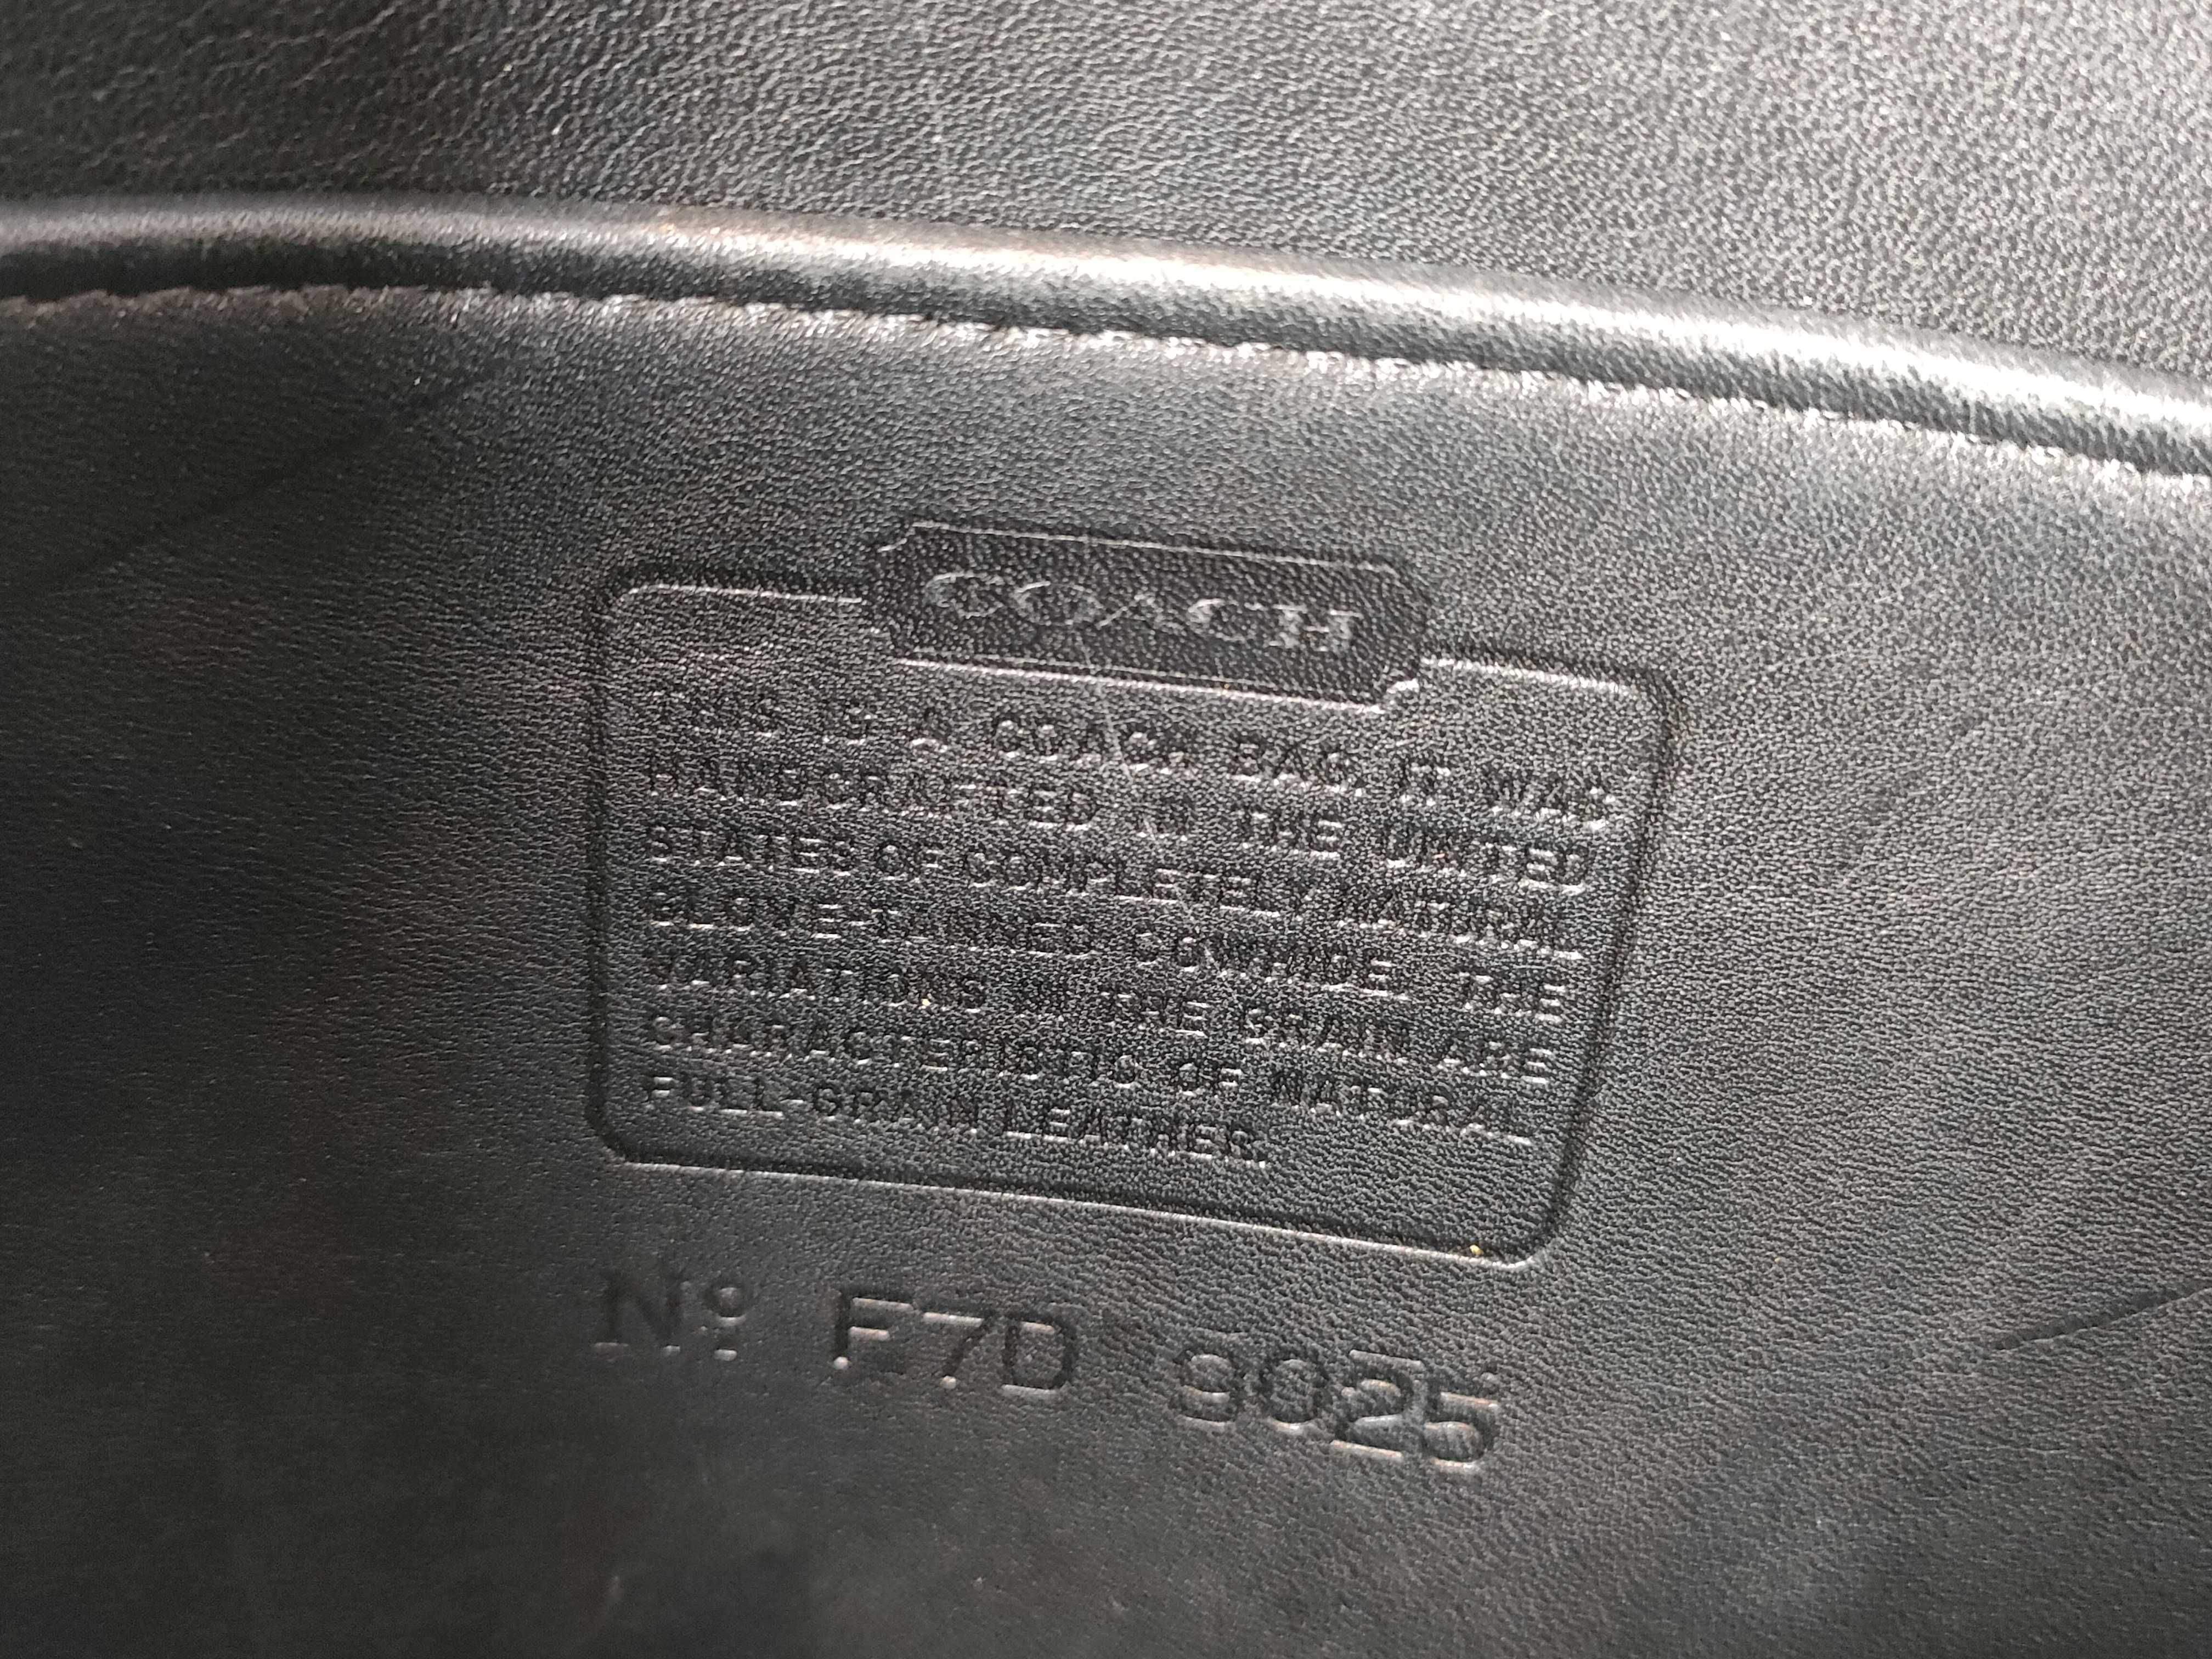 COACH
THIS IS A COACH BAG. IT WAS
HANDCRAFTED IN THE UNITED
STATES OF COMPLETELY NATURAL
GLOVE-TANNED COWHIDE. THE
VARIATIONS IN THE GRAIN ARE
CHARACTERISTIC OF NATURAL
FULL-GRAIN LEATHER.
Nº F7D 9025